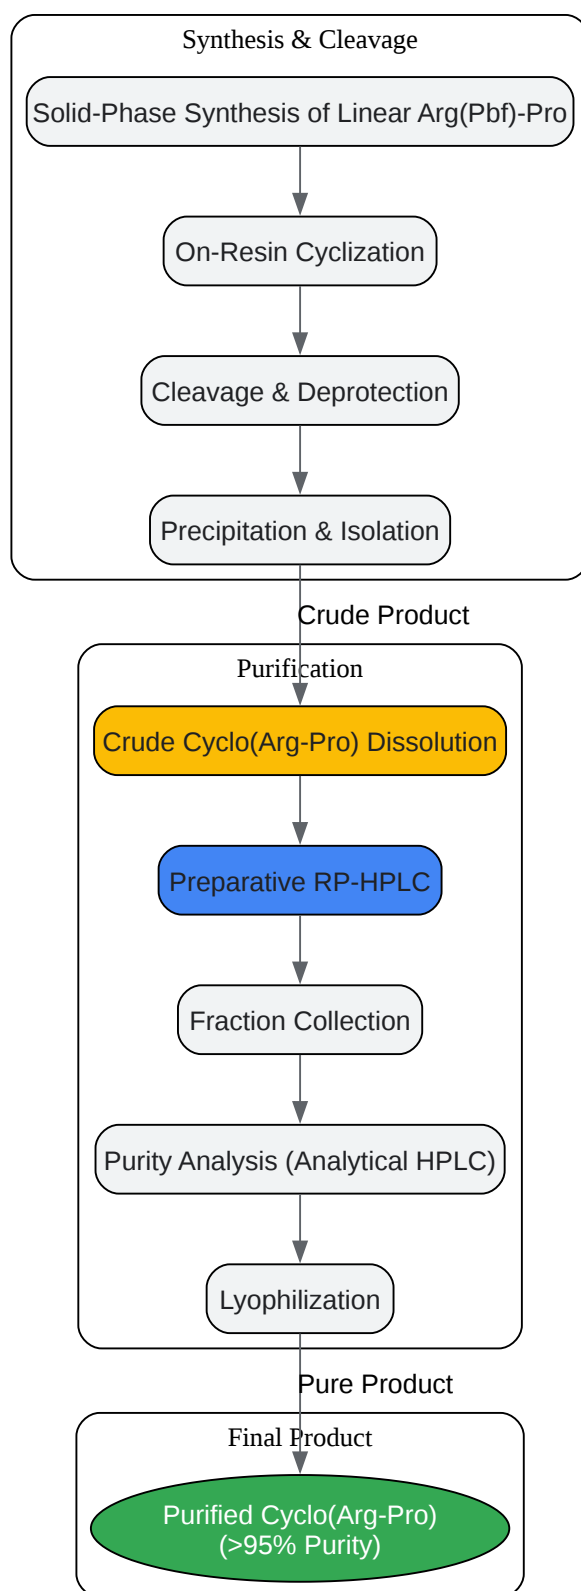 Synthesis & Cleavage
Solid-Phase Synthesis of Linear Arg(Pbf)-Pro
On-Resin Cyclization
Cleavage & Deprotection
Precipitation & Isolation
Crude Product
Purification
Crude Cyclo(Arg-Pro) Dissolution
Preparative RP-HPLC
Fraction Collection
Purity Analysis (Analytical HPLC)
Lyophilization
Pure Product
Final Product
Purified Cyclo(Arg-Pro)
(>95% Purity)